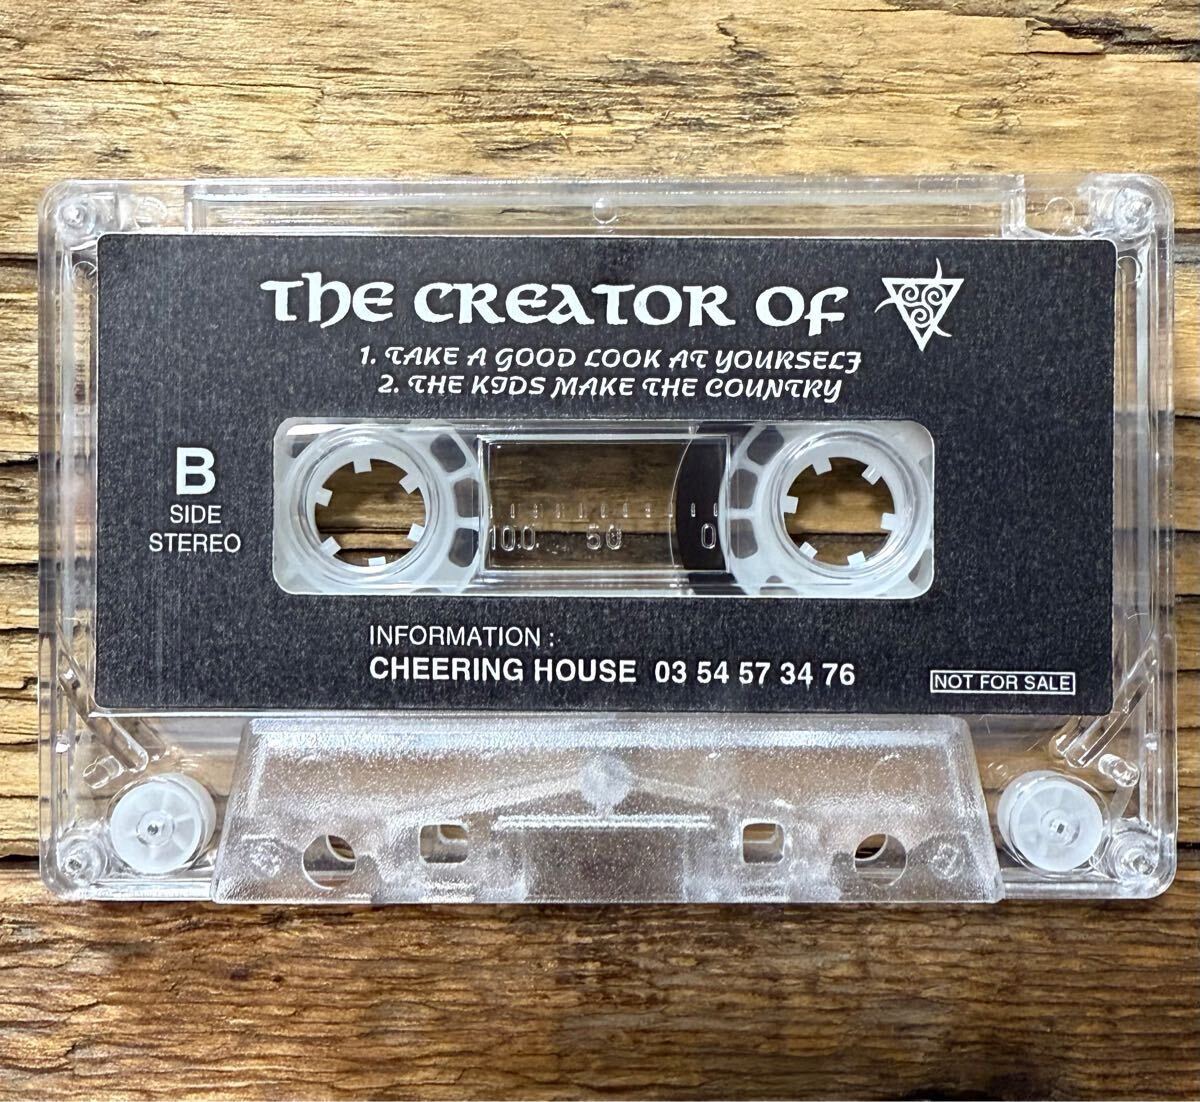 THE CREATOR OF
1. TAKE A GOOD LOOK AT YOURSELF
2. THE KIDS MAKE THE COUNTRY
B
SIDE
STEREO
100 50 0
INFORMATION :
CHEERING HOUSE 03 54 57 34 76
NOT FOR SALE